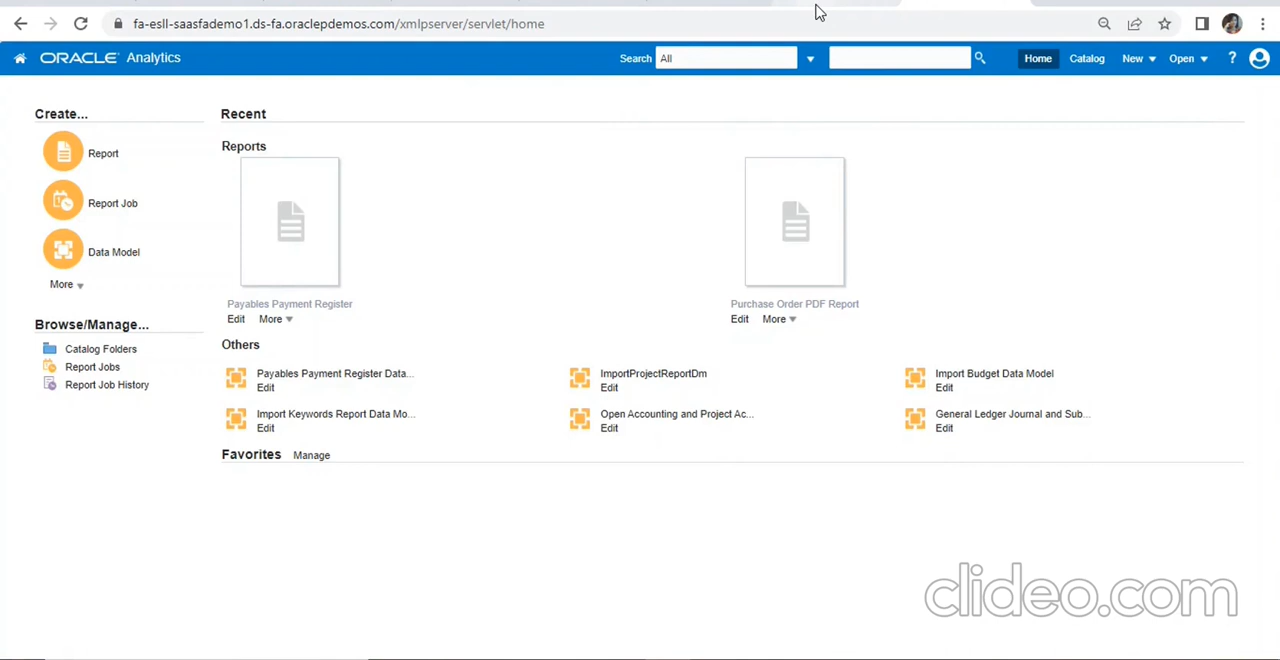 fa-esll-saasfademo1.ds-fa.oraclepdemos.com/xmlpserver/servlet/home
ORACLE Analytics
Search All
Home Catalog New Open ?
Create...
Report
Report Job
Data Model
More
Browse/Manage...
Catalog Folders
Report Jobs
Report Job History
Recent
Reports
Payables Payment Register
Edit More
Purchase Order PDF Report
Edit More
Others
Payables Payment Register Data...
Edit
ImportProjectReportDm
Edit
Import Budget Data Model
Edit
Import Keywords Report Data Mo...
Edit
Open Accounting and Project Ac...
Edit
General Ledger Journal and Sub...
Edit
Favorites Manage
clideo.com